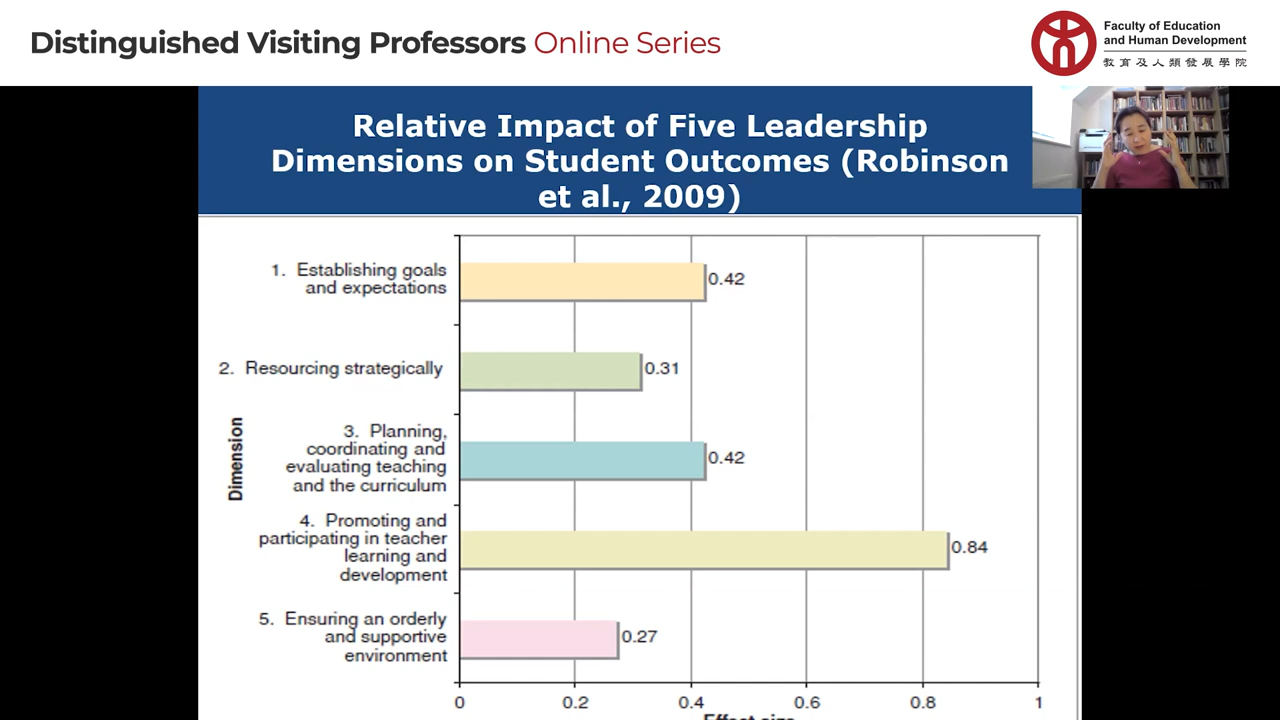 Distinguished Visiting Professors Online Series
Faculty of Education
and Human Development
教育及人類發展學院
Relative Impact of Five Leadership
Dimensions on Student Outcomes (Robinson
et al., 2009)
1. Establishing goals
and expectations
0.42
2. Resourcing strategically
0.31
Dimension
3. Planning,
coordinating and
evaluating teaching
and the curriculum
0.42
4. Promoting and
participating in teacher
learning and
development
0.84
5. Ensuring an orderly
and supportive
environment
0.27
0 0.2 0.4 0.6 0.8 1
Effect size